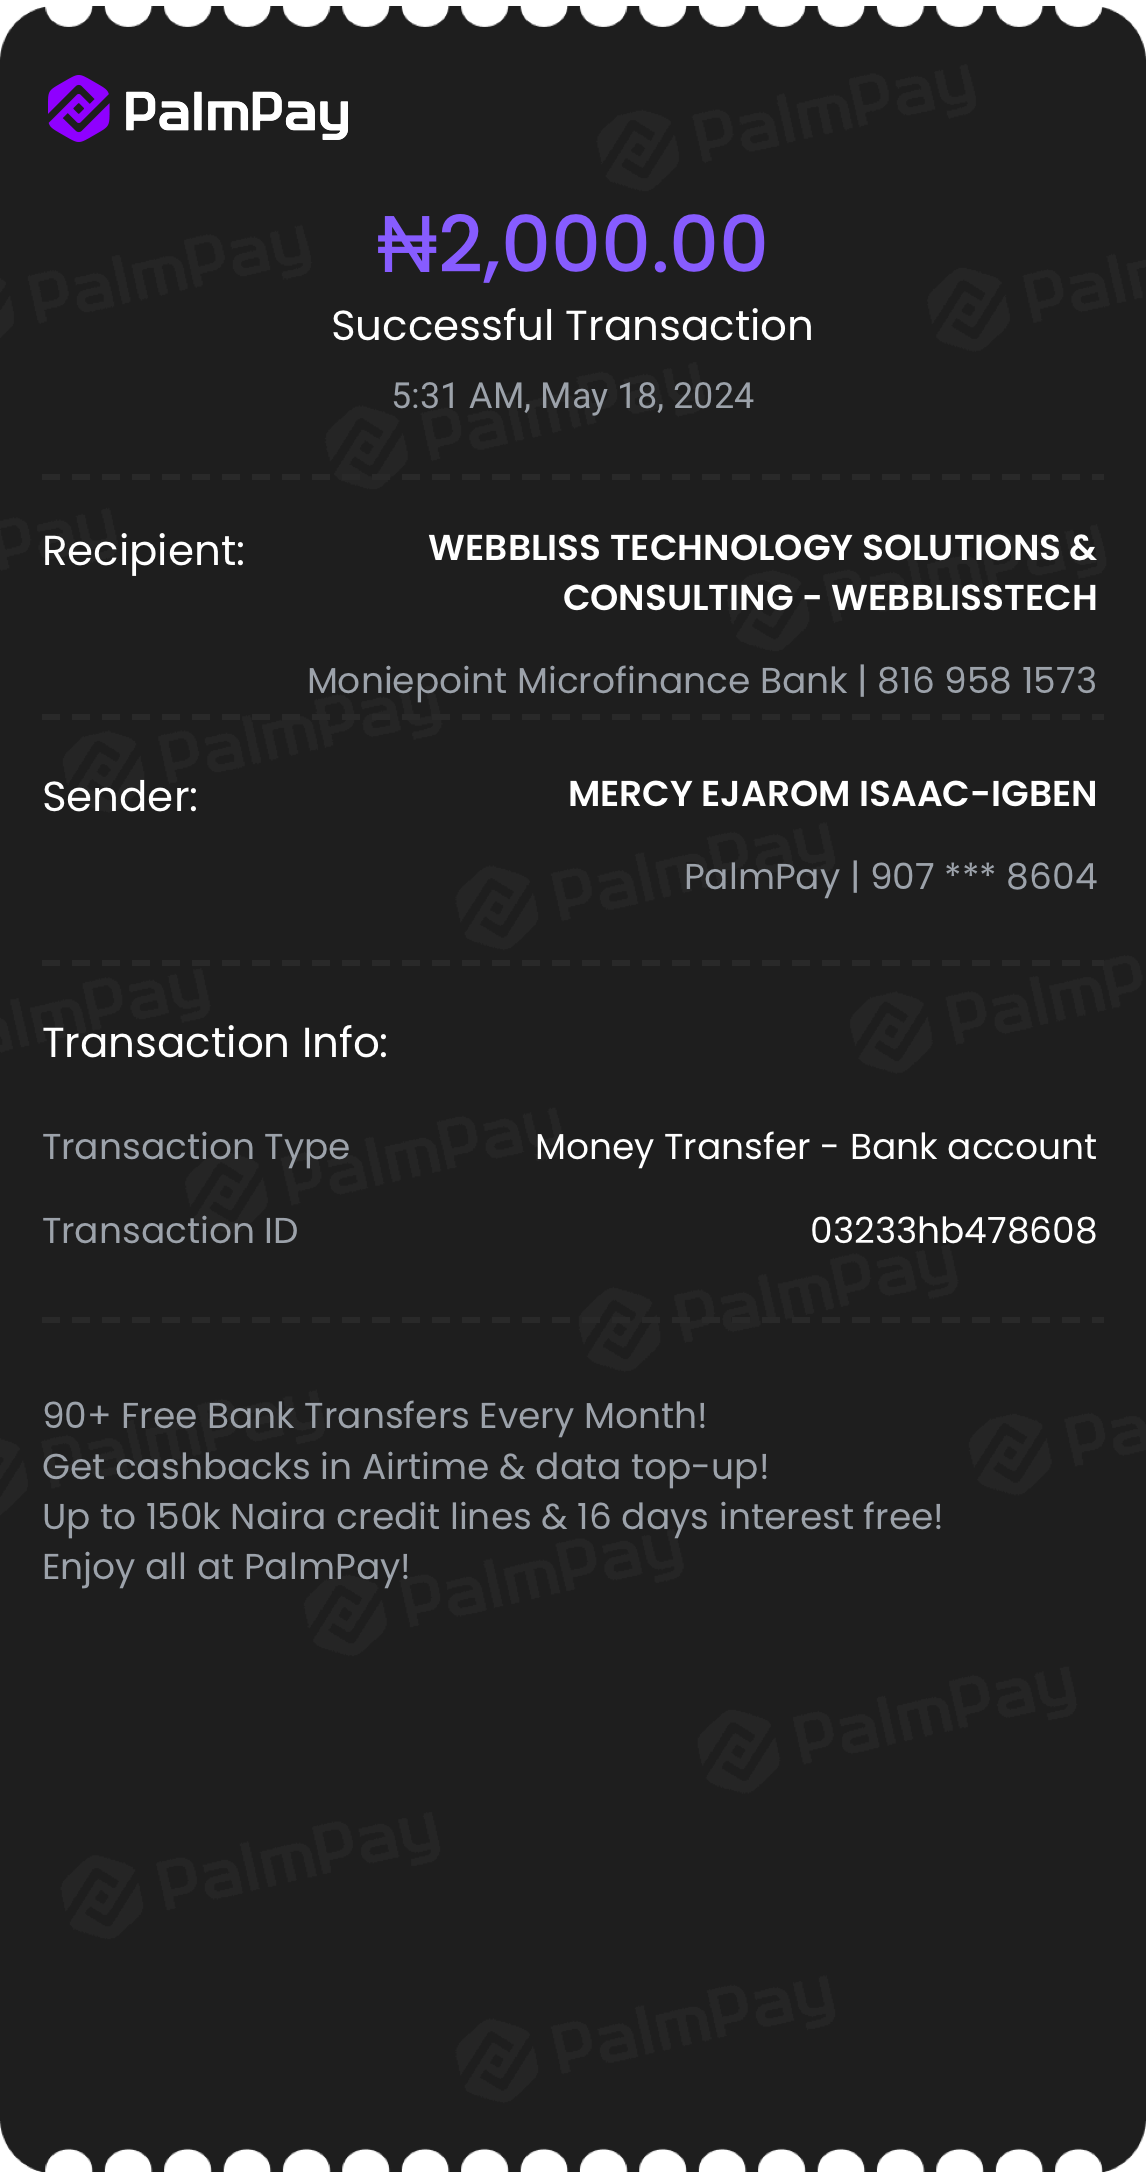 PalmPay
₦2,000.00
Successful Transaction
5:31 AM, May 18, 2024
Recipient:
WEBBLISS TECHNOLOGY SOLUTIONS &
CONSULTING - WEBBLISSTECH
Moniepoint Microfinance Bank | 816 958 1573
Sender:
MERCY EJAROM ISAAC-IGBEN
PalmPay | 907 *** 8604
Transaction Info:
Transaction Type Money Transfer - Bank account
Transaction ID 03233hb478608
90+ Free Bank Transfers Every Month!
Get cashbacks in Airtime & data top-up!
Up to 150k Naira credit lines & 16 days interest free!
Enjoy all at PalmPay!